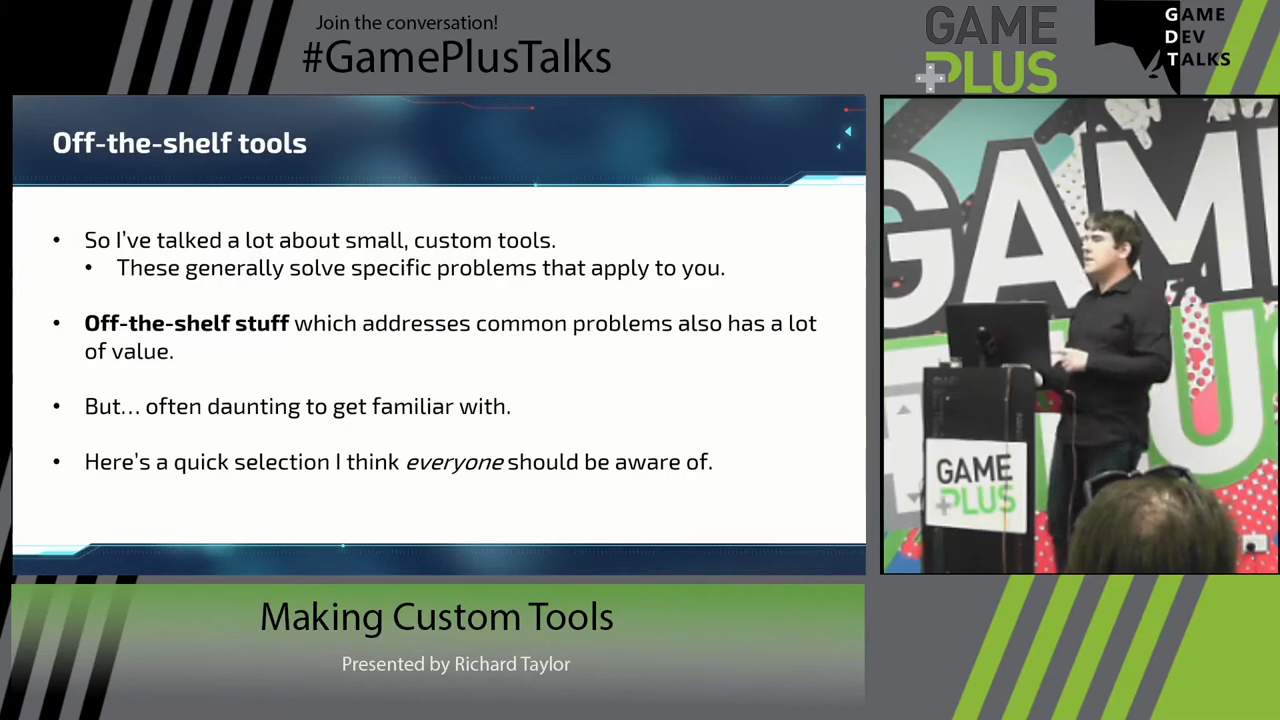 Join the conversation!
#GamePlusTalks
GAME
PLUS
GAME
DEV
TALKS
Off-the-shelf tools
• So I've talked a lot about small, custom tools.
• These generally solve specific problems that apply to you.
• Off-the-shelf stuff which addresses common problems also has a lot
of value.
• But... often daunting to get familiar with.
• Here's a quick selection I think everyone should be aware of.
GAME
GAME
PLUS
Making Custom Tools
Presented by Richard Taylor